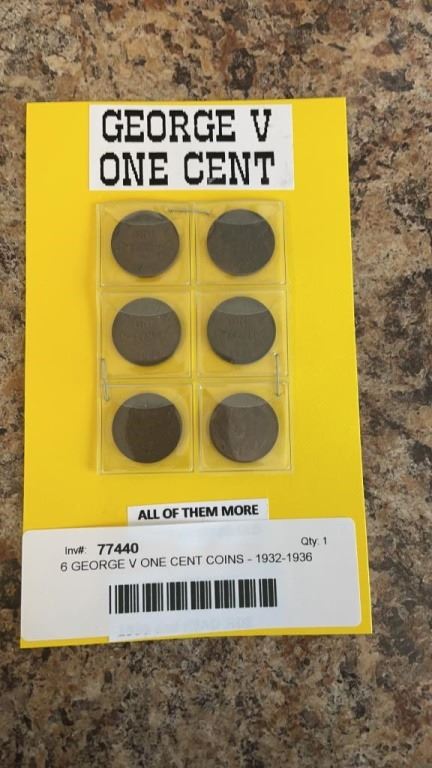 GEORGE V
ONE CENT
ALL OF THEM MORE
Inv#: 77440 Qty: 1
6 GEORGE V ONE CENT COINS - 1932-1936